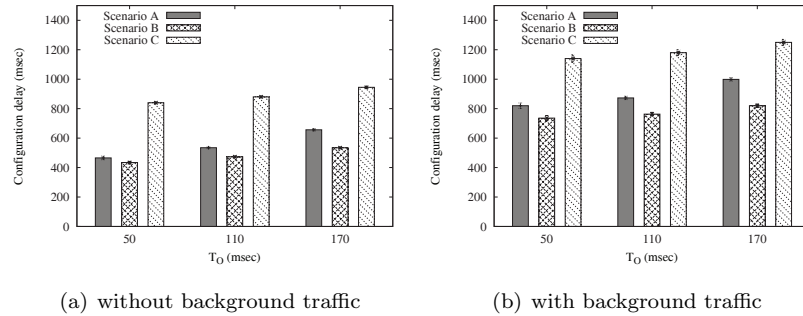 Scenario A
Scenario B
Scenario C
1400
1200
1000
800
600
400
200
0
Configuration delay (msec)
50
110
170
T_O (msec)
(a) without background traffic
Scenario A
Scenario B
Scenario C
1400
1200
1000
800
600
400
200
0
Configuration delay (msec)
50
110
170
T_O (msec)
(b) with background traffic